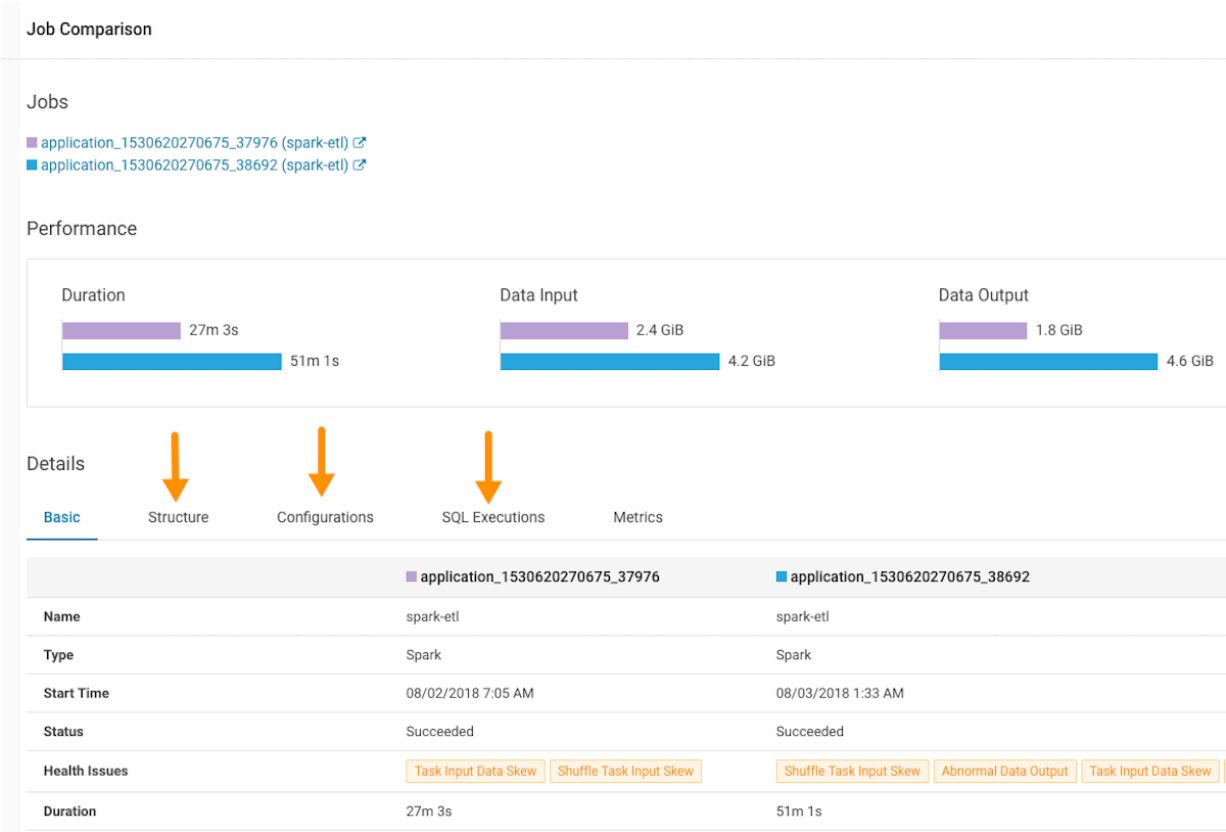 Job Comparison
Jobs
application_1530620270675_37976 (spark-etl)
application_1530620270675_38692 (spark-etl)
Performance
Duration Data Input Data Output
27m 3s 2.4 GiB 1.8 GiB
51m 1s 4.2 GiB 4.6 GiB
Details
Basic Structure Configurations SQL Executions Metrics
application_1530620270675_37976 application_1530620270675_38692
Name spark-etl spark-etl
Type Spark Spark
Start Time 08/02/2018 7:05 AM 08/03/2018 1:33 AM
Status Succeeded Succeeded
Health Issues Task Input Data Skew Shuffle Task Input Skew Shuffle Task Input Skew Abnormal Data Output Task Input Data Skew
Duration 27m 3s 51m 1s